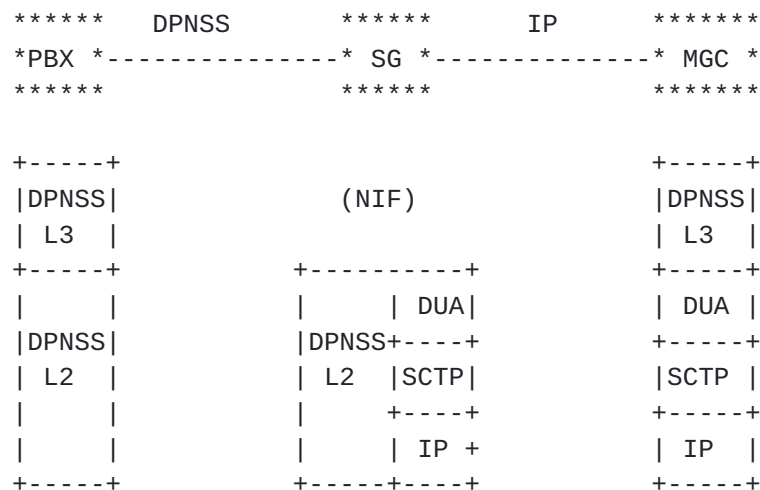 ******   DPNSS       ******      IP      *******
*PBX *---------------* SG *--------------* MGC *
******               ******              *******

+-----+                                  +-----+
|DPNSS|              (NIF)               |DPNSS|
| L3  |                                  | L3  |
+-----+           +----------+           +-----+
|     |           |     | DUA|           | DUA |
|DPNSS|           |DPNSS+----+           +-----+
| L2  |           | L2  |SCTP|           |SCTP |
|     |           |     +----+           +-----+
|     |           |     | IP +           | IP  |
+-----+           +-----+----+           +-----+